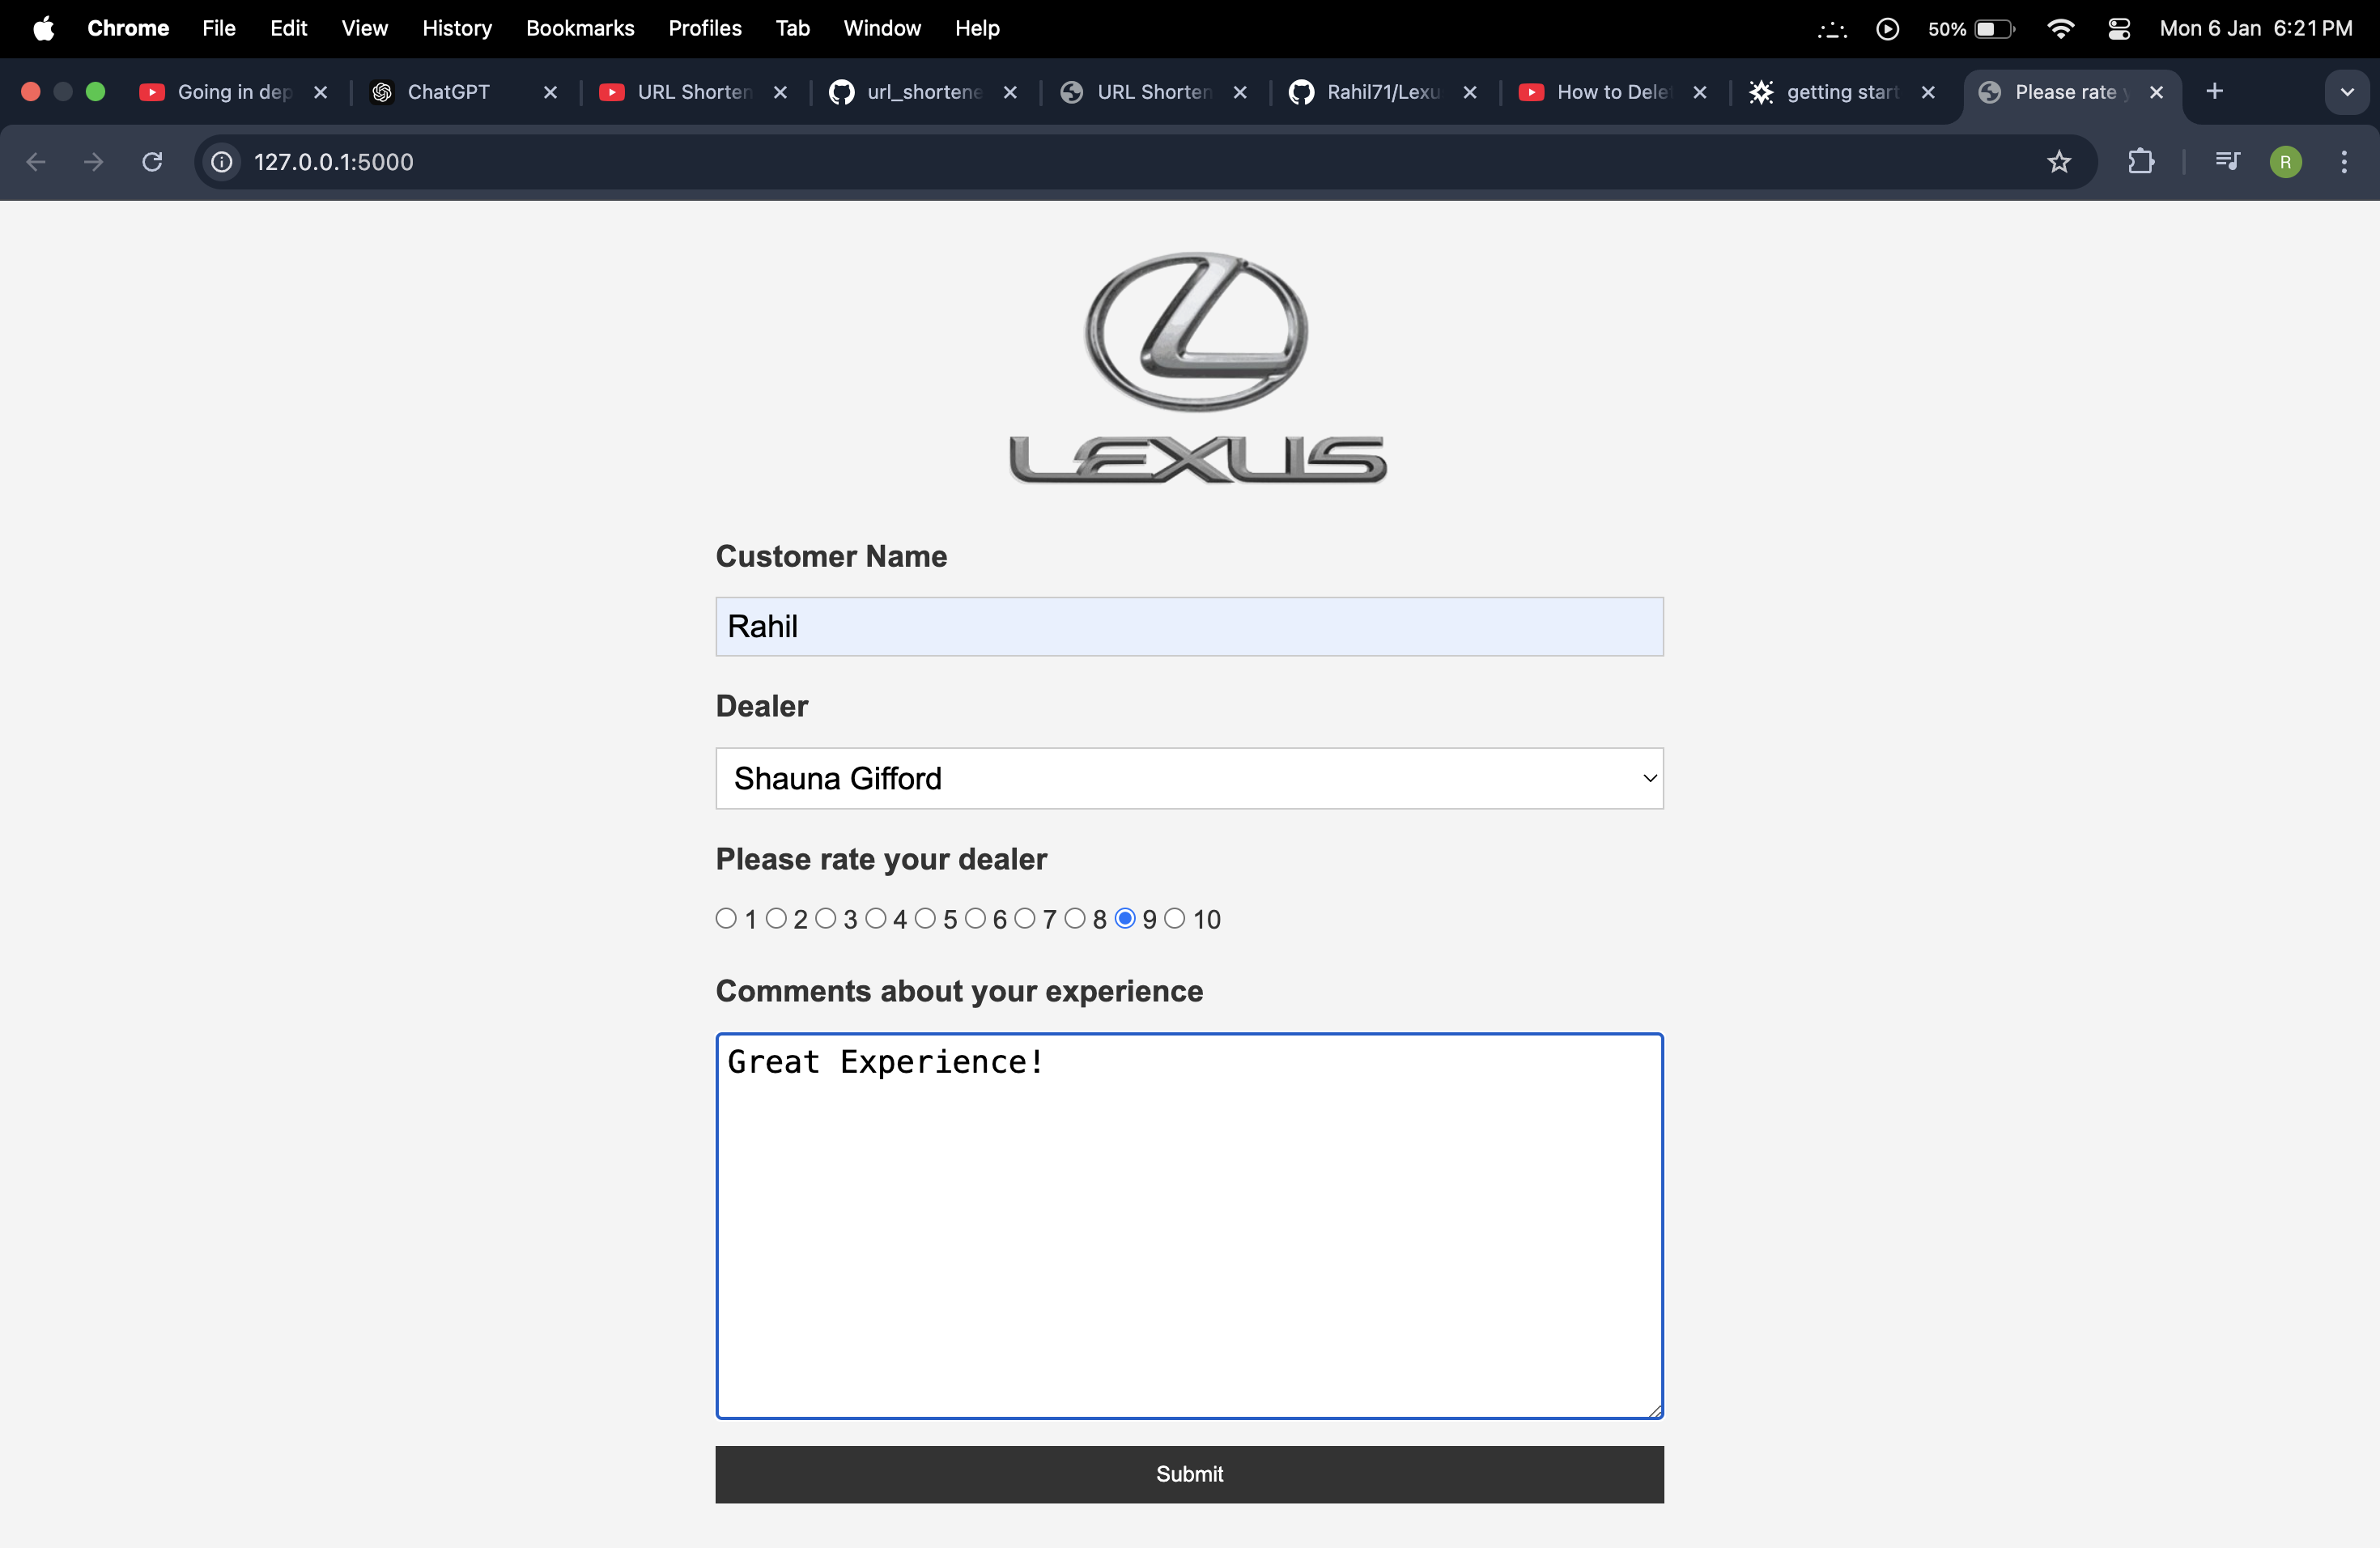 Chrome File Edit View History Bookmarks Profiles Tab Window Help 50% Mon 6 Jan 6:21 PM
Going in dep ChatGPT URL Shorten url_shortene URL Shorten Rahil71/Lexu How to Delet getting start Please rate y
127.0.0.1:5000 R
LEXUS
Customer Name
Rahil
Dealer
Shauna Gifford
Please rate your dealer
1 2 3 4 5 6 7 8 9 10
Comments about your experience
Great Experience!
Submit